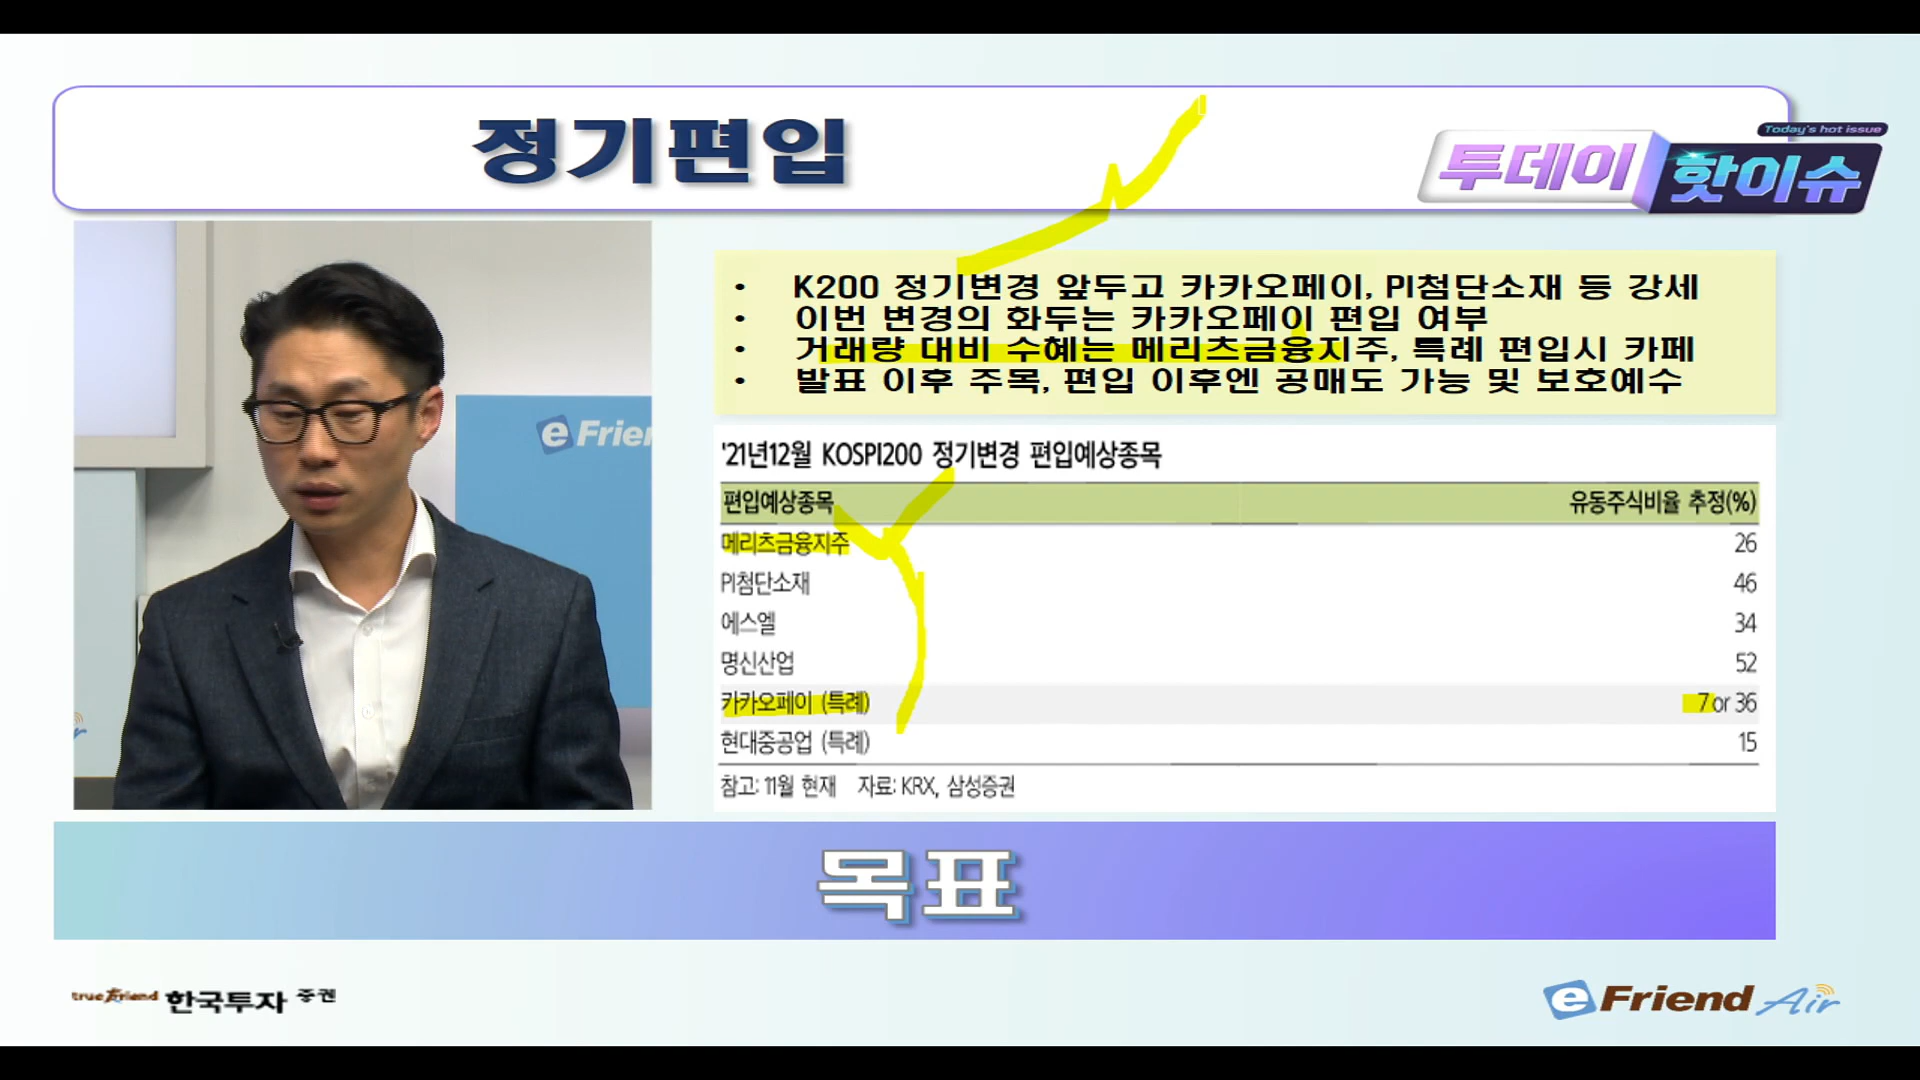 정기편입
Today's hot issue
투데이 핫이슈
• K200 정기변경 앞두고 카카오페이, PI첨단소재 등 강세
• 이번 변경의 화두는 카카오페이 편입 여부
• 거래량 대비 수혜는 메리츠금융지주, 특례 편입시 카페
• 발표 이후 주목, 편입 이후엔 공매도 가능 및 보호예수
e Frien
'21년12월 KOSPI200 정기변경 편입예상종목
편입예상종목 유동주식비율 추정(%)
메리츠금융지주 26
PI첨단소재 46
에스엘 34
명신산업 52
카카오페이 (특례) 7 or 36
현대중공업 (특례) 15
참고: 11월 현재 자료: KRX, 삼성증권
목표
true Friend 한국투자 증권
e Friend Air